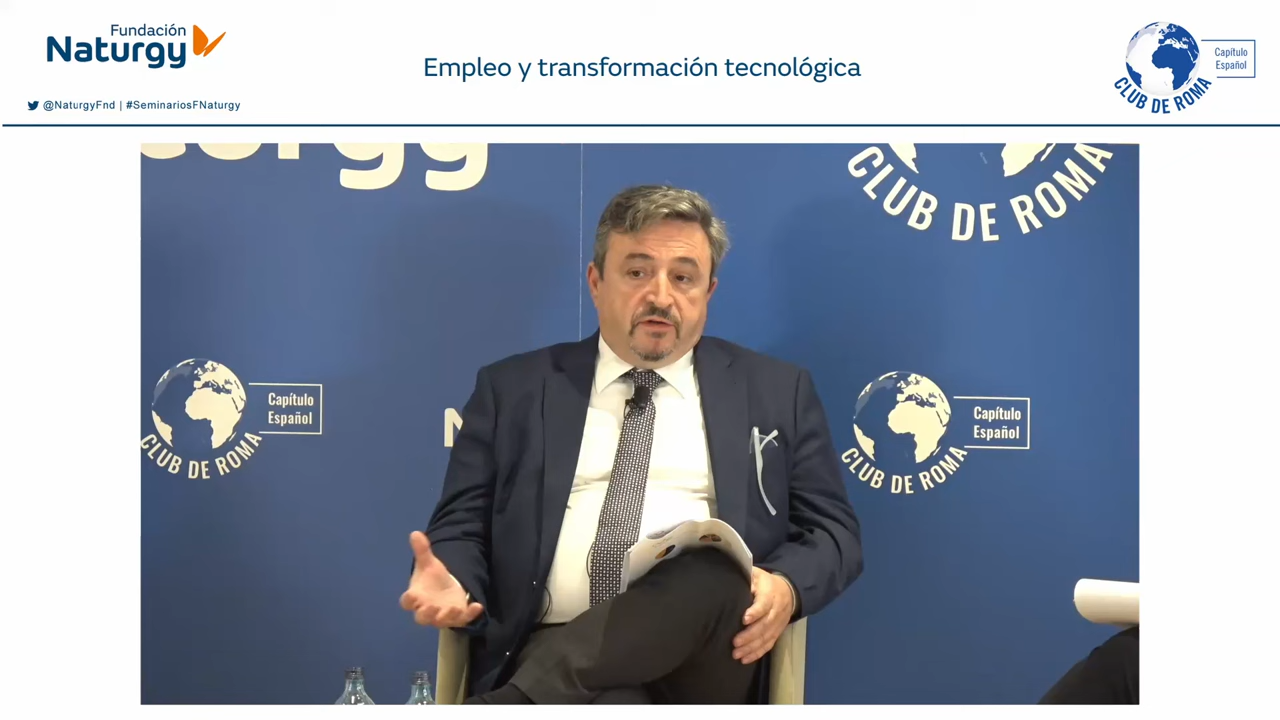 Fundación
Naturgy
@NaturgyFnd | #SeminariosFNaturgy
Empleo y transformación tecnológica
Capítulo
Español
CLUB DE ROMA
CLUB DE ROMA
Capítulo
Español
CLUB DE ROMA
Capítulo
Español
CLUB DE ROMA